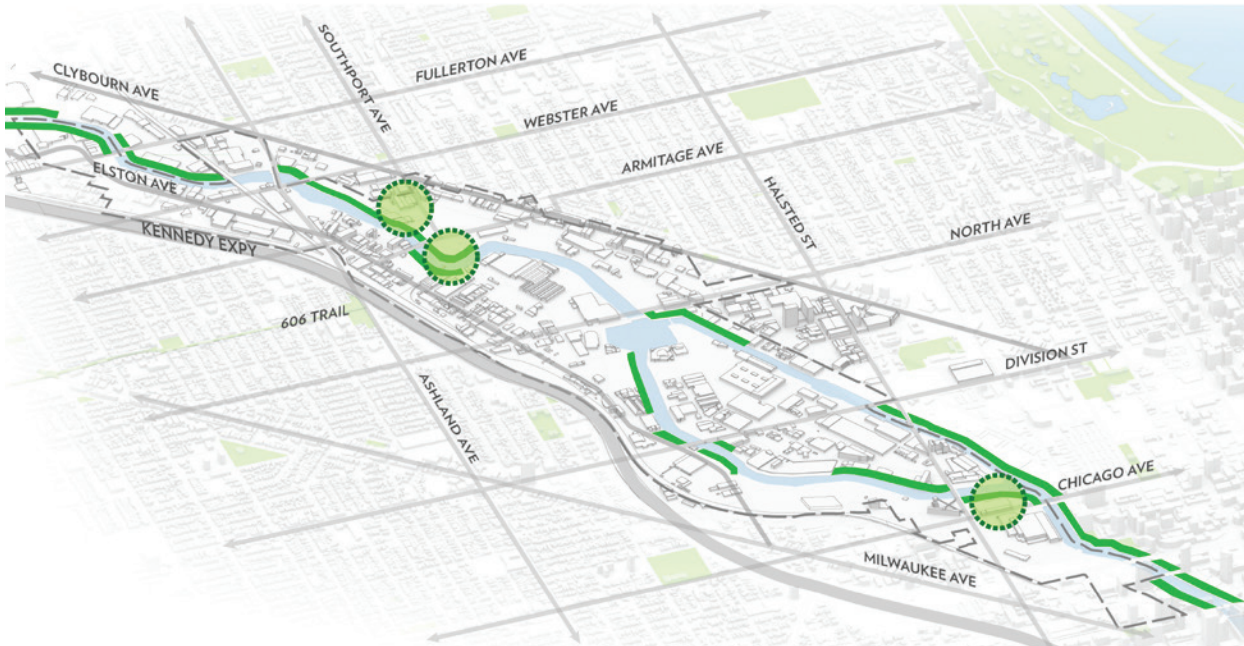 SOUTHPORT AVE
FULLERTON AVE
CLYBOURN AVE
WEBSTER AVE
ARMITAGE AVE
ELSTON AVE
HALSTED ST
NORTH AVE
KENNEDY EXPY
606 TRAIL
DIVISION ST
ASHLAND AVE
CHICAGO AVE
MILWAUKEE AVE